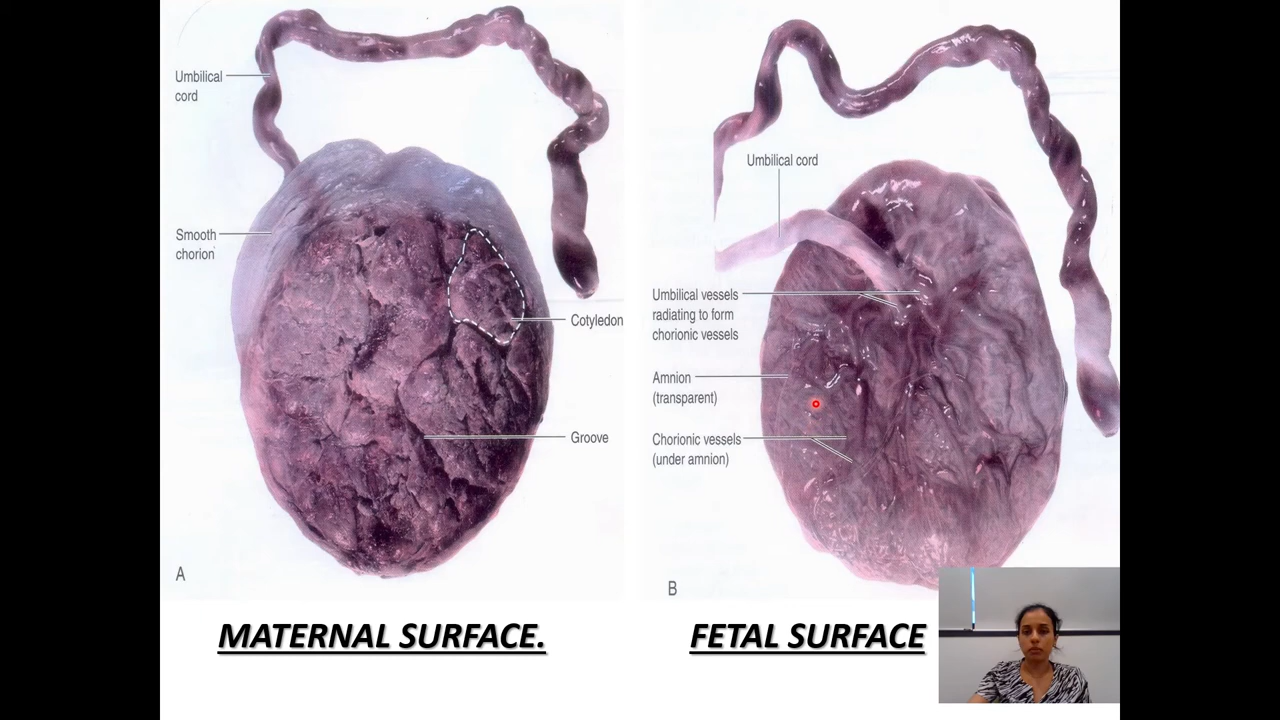 Umbilical
cord
Smooth
chorion
Cotyledon
Groove
A
MATERNAL SURFACE.
Umbilical cord
Umbilical vessels
radiating to form
chorionic vessels
Amnion
(transparent)
Chorionic vessels
(under amnion)
B
FETAL SURFACE